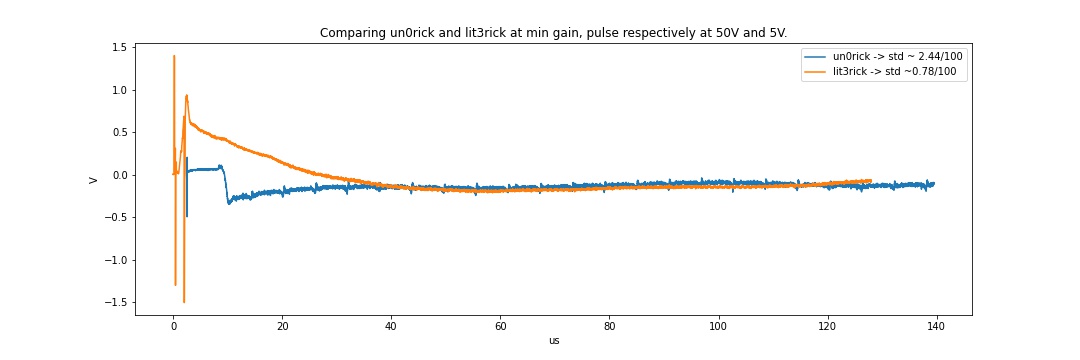 Comparing un0rick and lit3rick at min gain, pulse respectively at 50V and 5V.
un0rick -> std ~ 2.44/100
lit3rick -> std ~0.78/100
1.5
1.0
0.5
0.0
−0.5
−1.0
−1.5
V
0 20 40 60 80 100 120 140
us